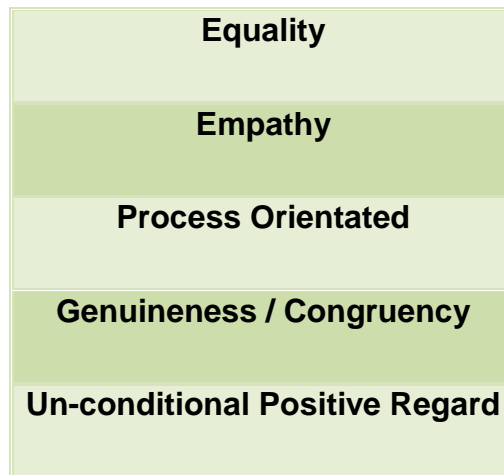 Equality
Empathy
Process Orientated
Genuineness / Congruency
Un-conditional Positive Regard